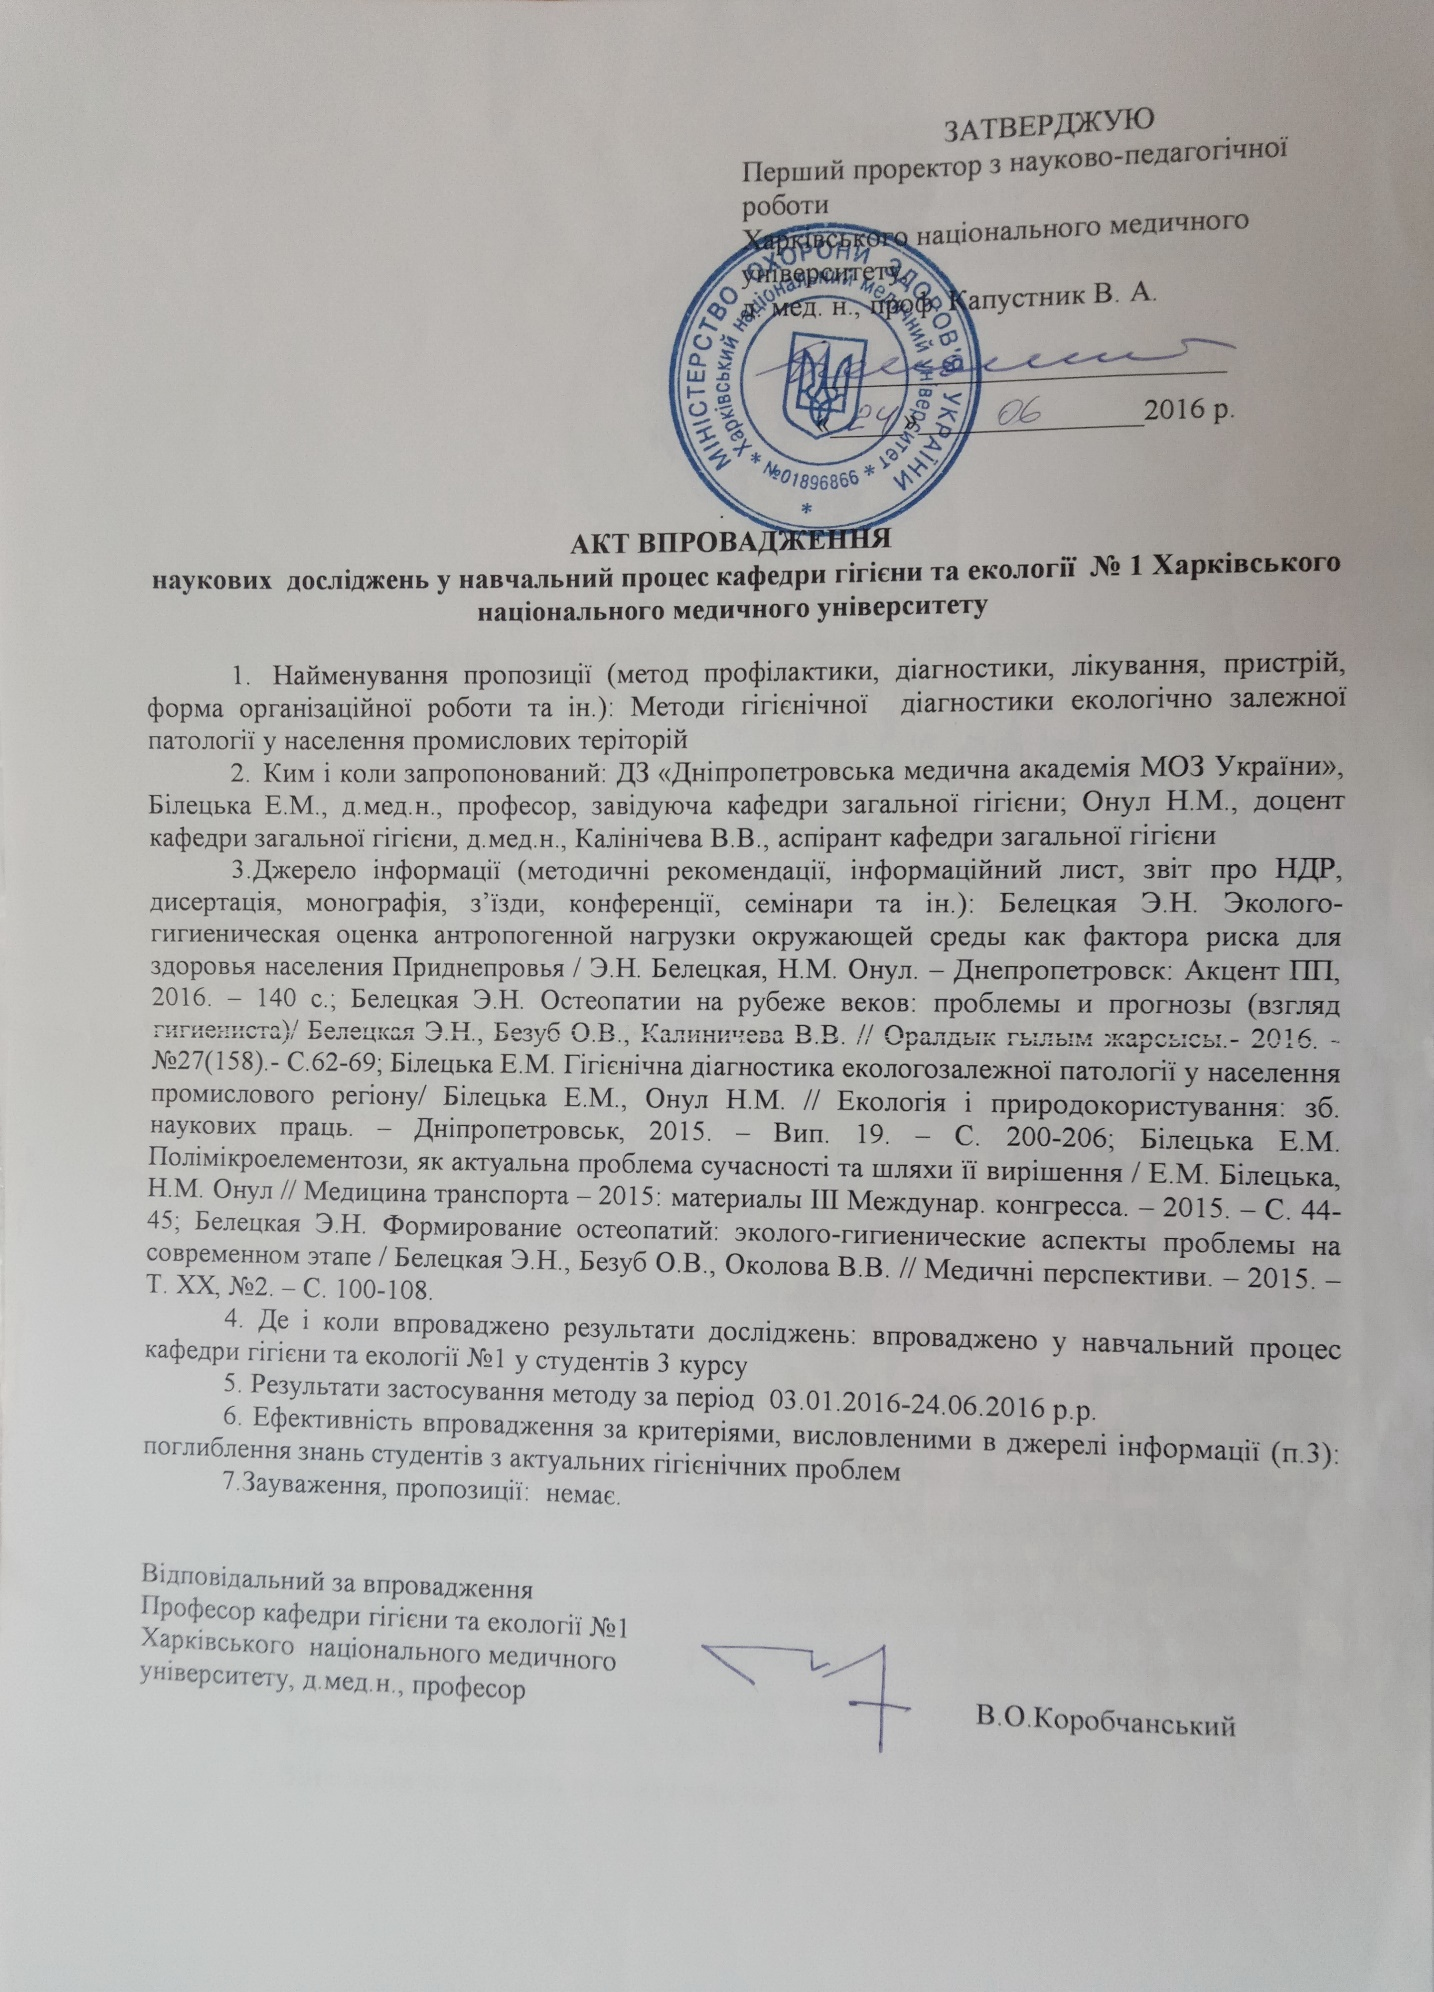 ЗАТВЕРДЖУЮ
Перший проректор з науково-педагогічної
роботи
Харківського національного медичного
університету,
д. мед. н., проф. Капустник В. А.
МІНІСТЕРСТВО ОХОРОНИ ЗДОРОВ'Я УКРАЇНИ
Харківський національний медичний університет
* №01896866 *
*
« 24 » 06 2016 р.
АКТ ВПРОВАДЖЕННЯ
наукових досліджень у навчальний процес кафедри гігієни та екології № 1 Харківського
національного медичного університету
1. Найменування пропозиції (метод профілактики, діагностики, лікування, пристрій,
форма організаційної роботи та ін.): Методи гігієнічної діагностики екологічно залежної
патології у населення промислових теріторій
2. Ким і коли запропонований: ДЗ «Дніпропетровська медична академія МОЗ України»,
Білецька Е.М., д.мед.н., професор, завідуюча кафедри загальної гігієни; Онул Н.М., доцент
кафедри загальної гігієни, д.мед.н., Калінічева В.В., аспірант кафедри загальної гігієни
3.Джерело інформації (методичні рекомендації, інформаційний лист, звіт про НДР,
дисертація, монографія, з’їзди, конференції, семінари та ін.): Белецкая Э.Н. Эколого-
гигиеническая оценка антропогенной нагрузки окружающей среды как фактора риска для
здоровья населения Приднепровья / Э.Н. Белецкая, Н.М. Онул. – Днепропетровск: Акцент ПП,
2016. – 140 с.; Белецкая Э.Н. Остеопатии на рубеже веков: проблемы и прогнозы (взгляд
гигиениста)/ Белецкая Э.Н., Безуб О.В., Калиничева В.В. // Оралдык гылым жарсысы.- 2016. -
№27(158).- С.62-69; Білецька Е.М. Гігієнічна діагностика екологозалежної патології у населення
промислового регіону/ Білецька Е.М., Онул Н.М. // Екологія і природокористування: зб.
наукових праць. – Дніпропетровськ, 2015. – Вип. 19. – С. 200-206; Білецька Е.М.
Полімікроелементози, як актуальна проблема сучасності та шляхи її вирішення / Е.М. Білецька,
Н.М. Онул // Медицина транспорта – 2015: материалы III Междунар. конгресса. – 2015. – С. 44-
45; Белецкая Э.Н. Формирование остеопатий: эколого-гигиенические аспекты проблемы на
современном этапе / Белецкая Э.Н., Безуб О.В., Околова В.В. // Медичні перспективи. – 2015. –
Т. XX, №2. – С. 100-108.
4. Де і коли впроваджено результати досліджень: впроваджено у навчальний процес
кафедри гігієни та екології №1 у студентів 3 курсу
5. Результати застосування методу за період 03.01.2016-24.06.2016 р.р.
6. Ефективність впровадження за критеріями, висловленими в джерелі інформації (п.3):
поглиблення знань студентів з актуальних гігієнічних проблем
7.Зауваження, пропозиції: немає.
Відповідальний за впровадження
Професор кафедри гігієни та екології №1
Харківського національного медичного
університету, д.мед.н., професор
В.О.Коробчанський